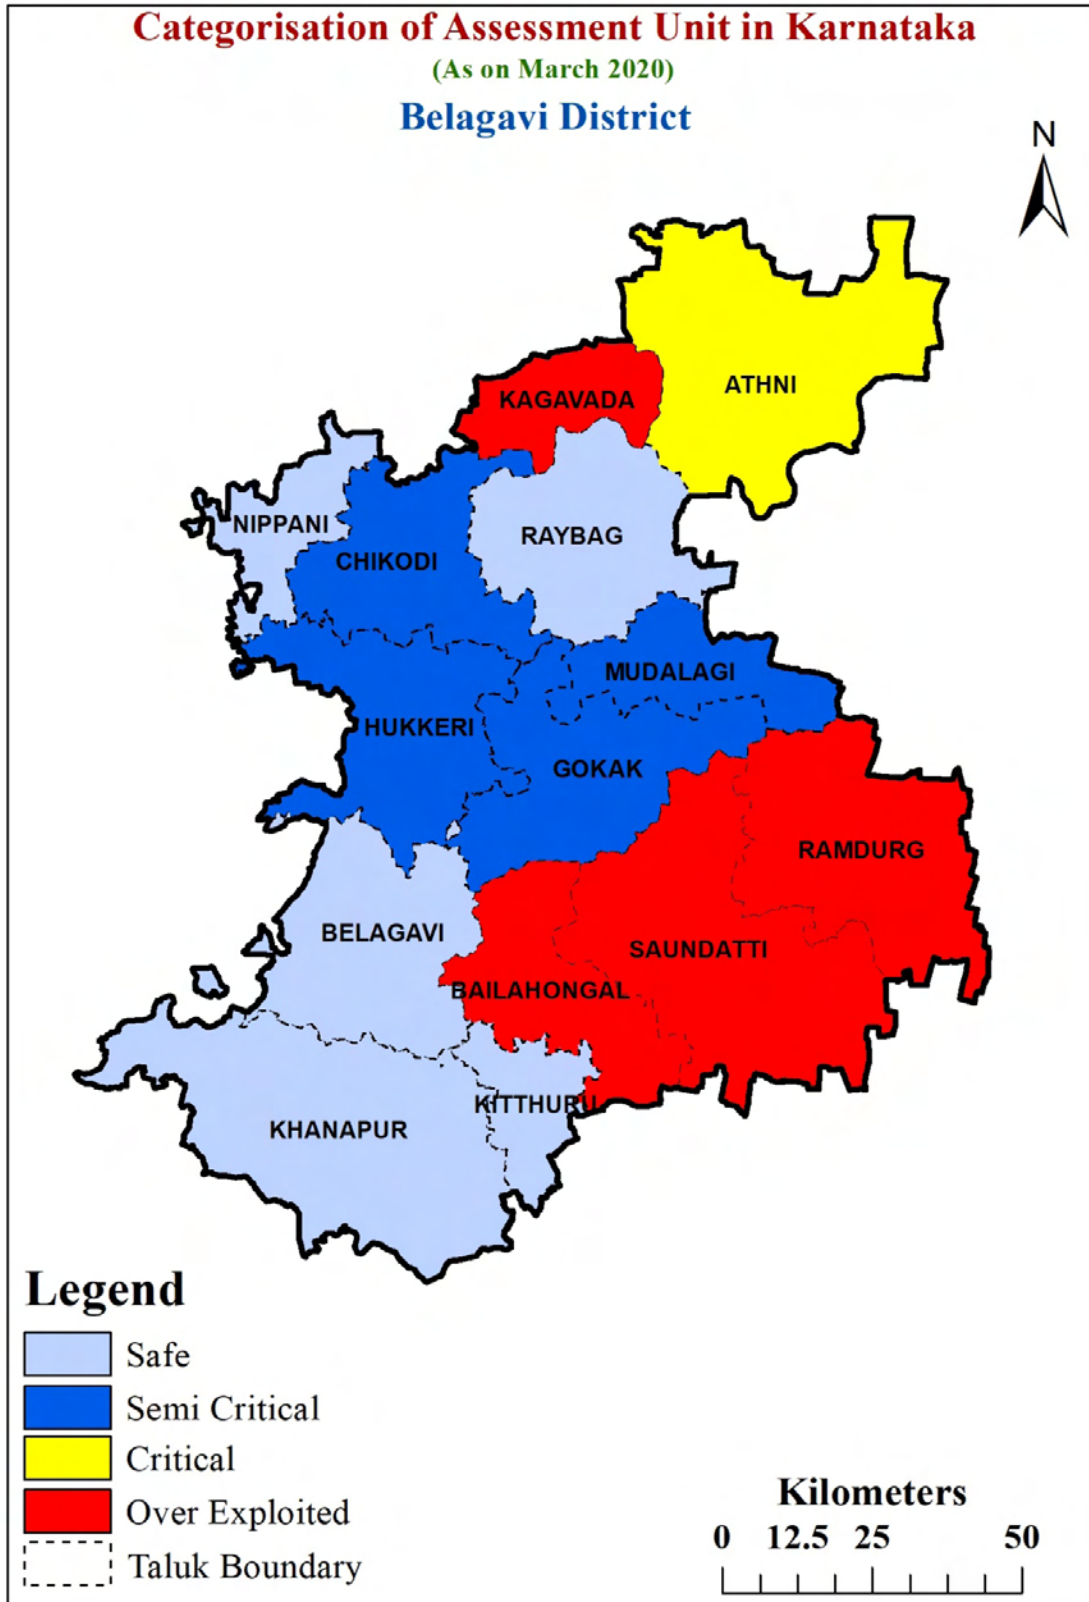 Categorisation of Assessment Unit in Karnataka
(As on March 2020)
Belagavi District
N
ATHNI
KAGAVADA
NIPPANI
RAYBAG
CHIKODI
MUDALAGI
HUKKERI
GOKAK
RAMDURG
BELAGAVI
SAUNDATTI
BAILAHONGAL
KITTHURU
KHANAPUR
Legend
Safe
Semi Critical
Critical
Over Exploited
Taluk Boundary
Kilometers
0 12.5 25 50